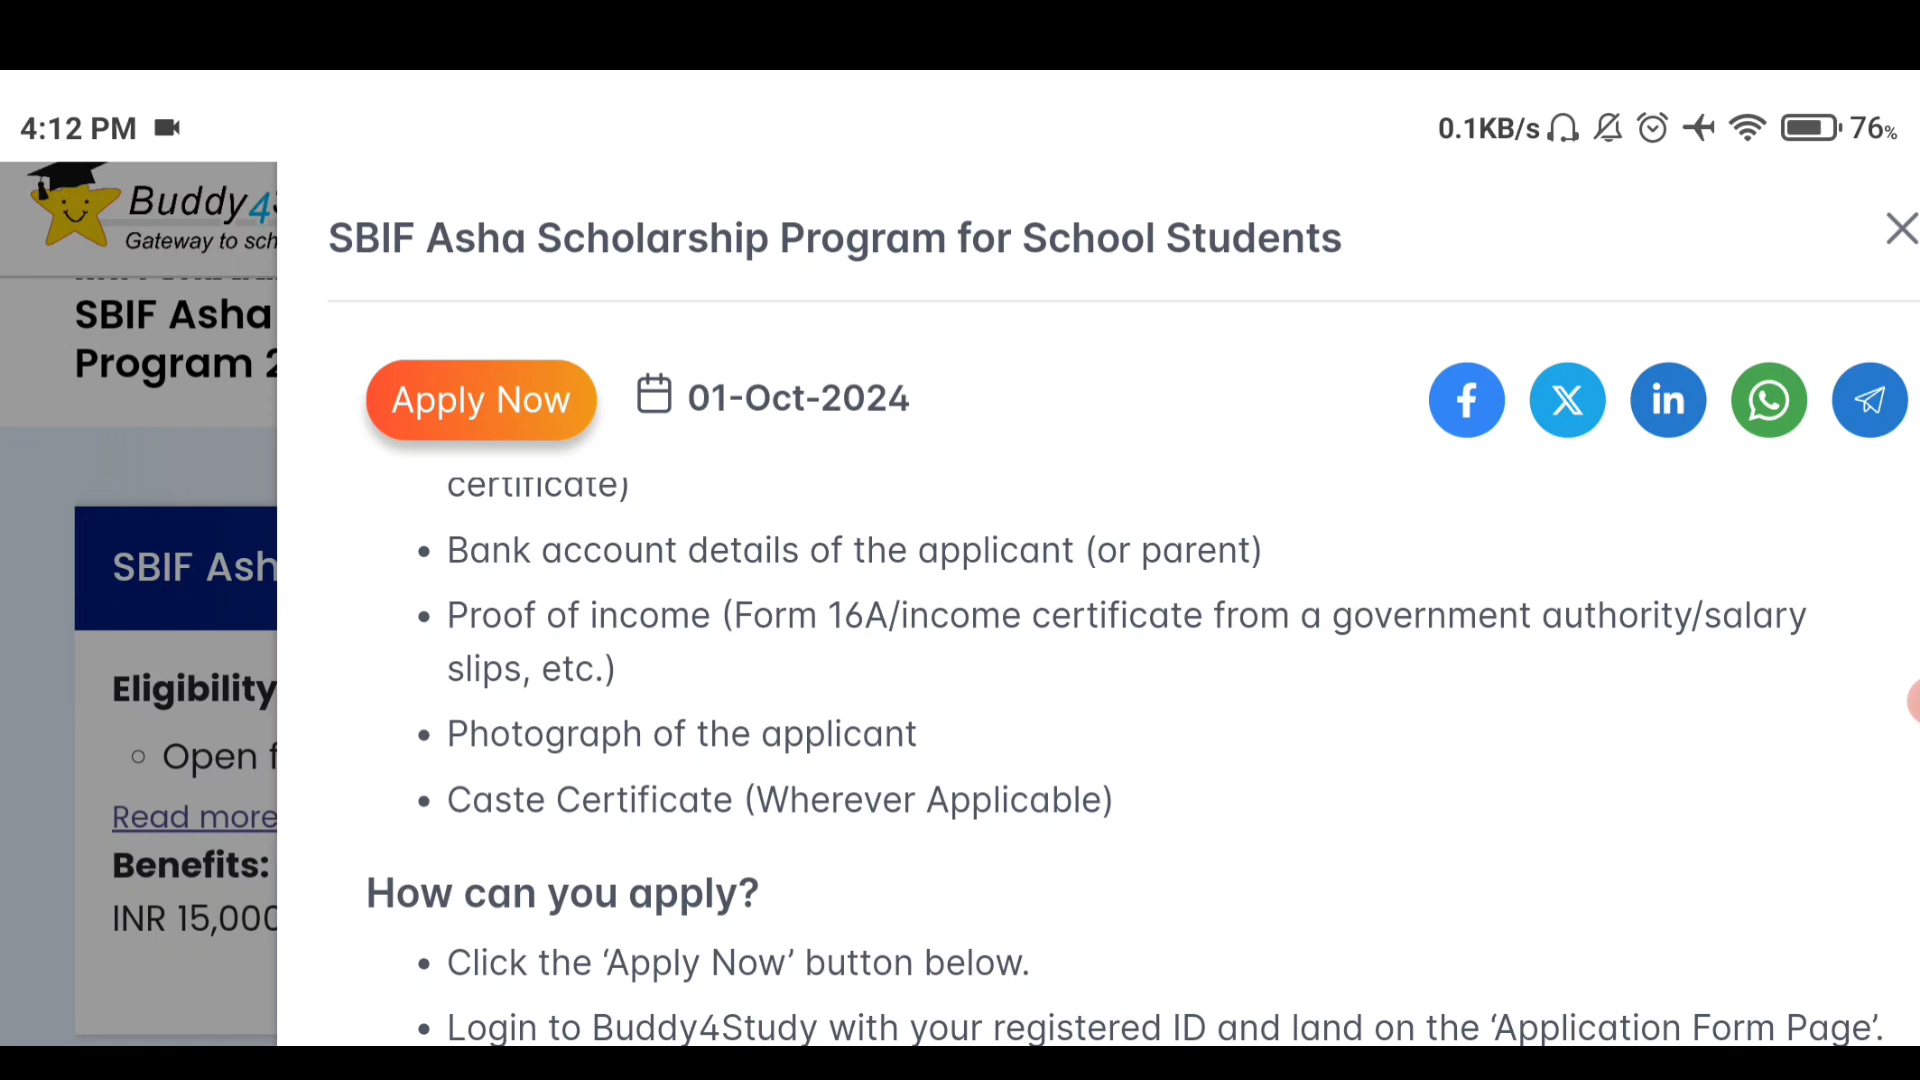 4:12 PM
0.1KB/s 76%
Buddy4
Gateway to sch
SBIF Asha
Program 2
SBIF Ash
Eligibility
Open f
Read more
Benefits:
INR 15,000
SBIF Asha Scholarship Program for School Students
Apply Now
01-Oct-2024
certificate)
• Bank account details of the applicant (or parent)
• Proof of income (Form 16A/income certificate from a government authority/salary
slips, etc.)
• Photograph of the applicant
• Caste Certificate (Wherever Applicable)
How can you apply?
• Click the ‘Apply Now’ button below.
• Login to Buddy4Study with your registered ID and land on the ‘Application Form Page’.